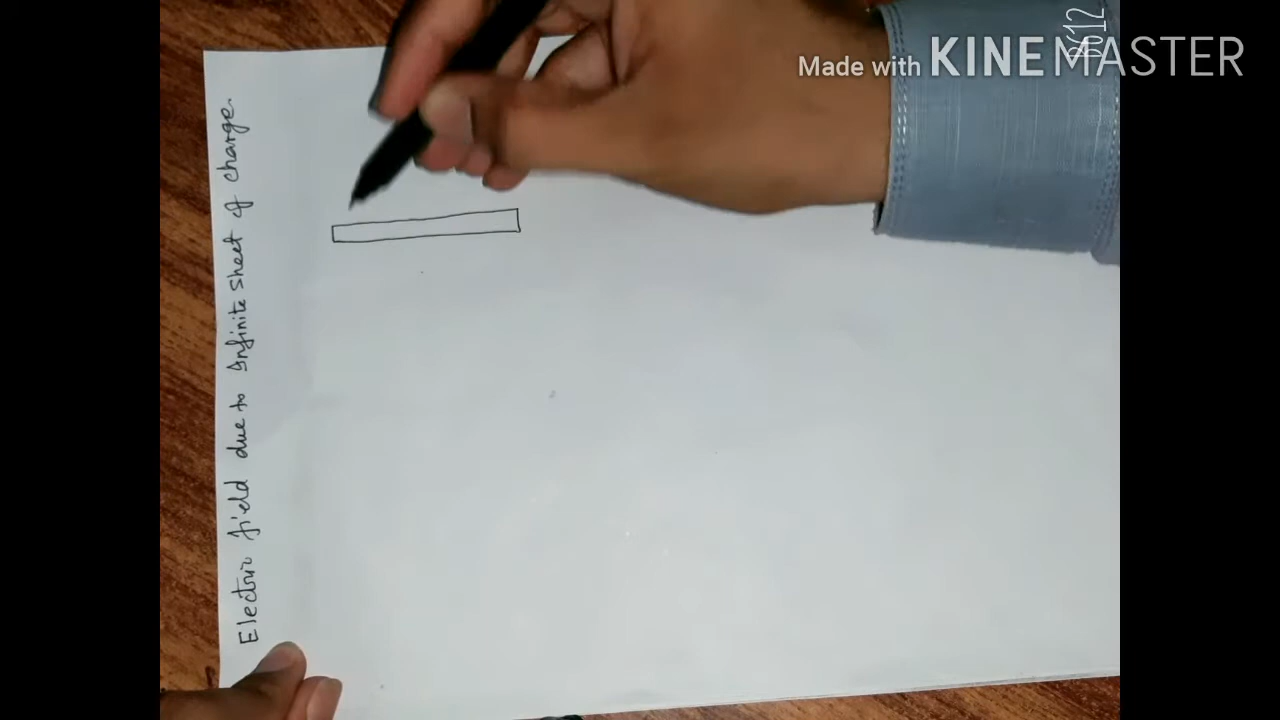 Electric field due to Infinite sheet of charge.
Made with KINEMASTER